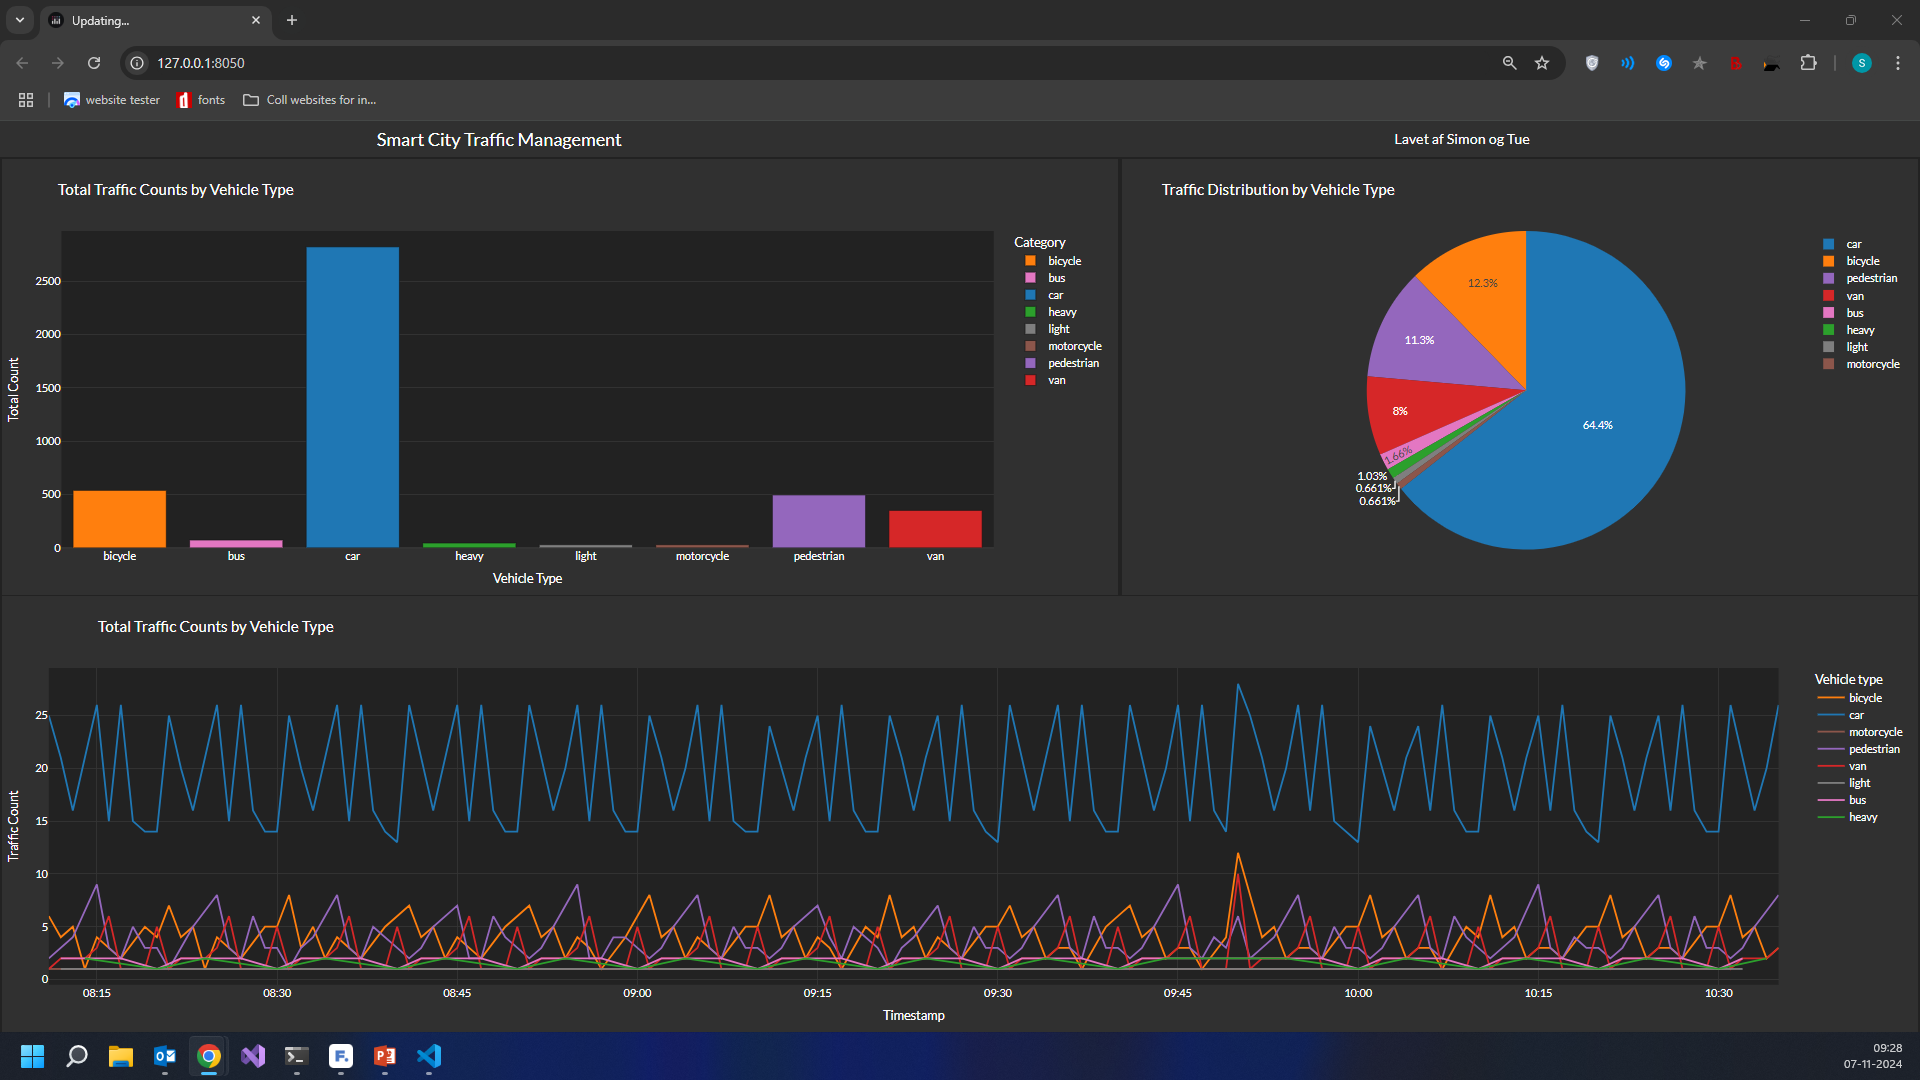 Updating...
127.0.0.1:8050
S
website tester
fonts
Coll websites for in...
Smart City Traffic Management
Lavet af Simon og Tue
Total Traffic Counts by Vehicle Type
Total Count
2500
2000
1500
1000
500
0
bicycle bus car heavy light motorcycle pedestrian van
Vehicle Type
Category
bicycle
bus
car
heavy
light
motorcycle
pedestrian
van
Traffic Distribution by Vehicle Type
12.3%
11.3%
8%
64.4%
1.66%
1.03%
0.661%
0.661%
car
bicycle
pedestrian
van
bus
heavy
light
motorcycle
Total Traffic Counts by Vehicle Type
Traffic Count
25
20
15
10
5
0
08:15 08:30 08:45 09:00 09:15 09:30 09:45 10:00 10:15 10:30
Timestamp
Vehicle type
bicycle
car
motorcycle
pedestrian
van
light
bus
heavy
09:28
07-11-2024